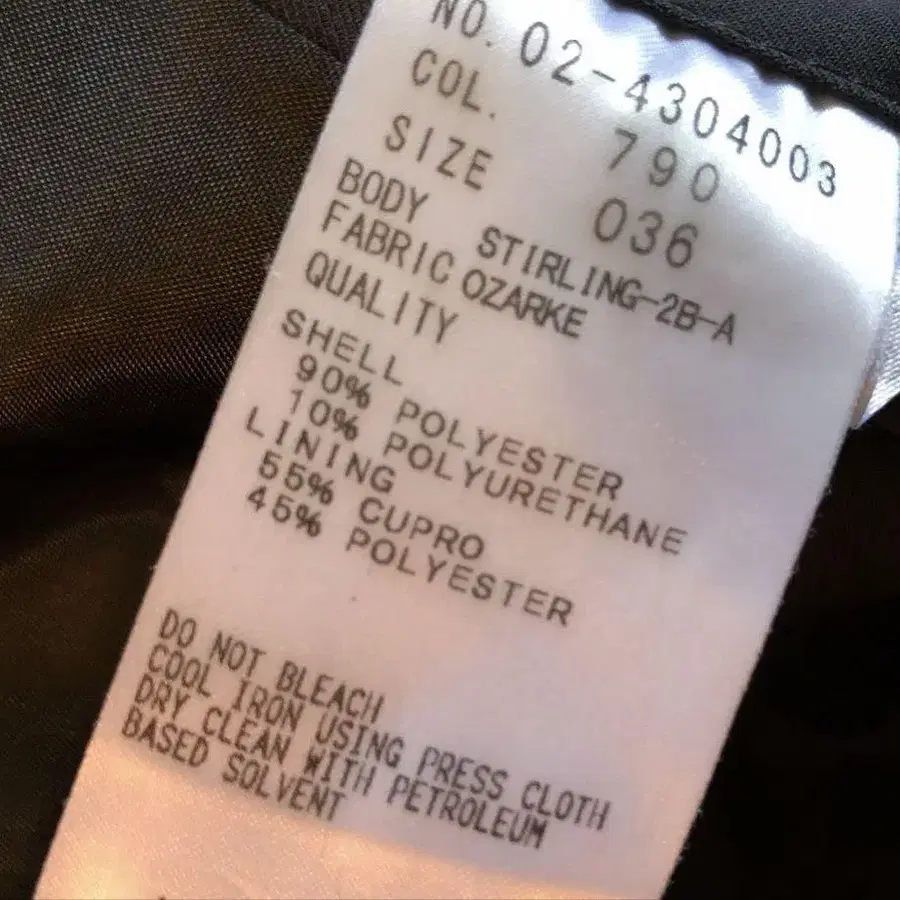 NO. 02-4304003
COL. 790
SIZE 036
BODY STIRLING-2B-A
FABRIC OZARKE
QUALITY
SHELL
90% POLYESTER
10% POLYURETHANE
LINING
55% CUPRO
45% POLYESTER
DO NOT BLEACH
COOL IRON USING PRESS CLOTH
DRY CLEAN WITH PETROLEUM
BASED SOLVENT